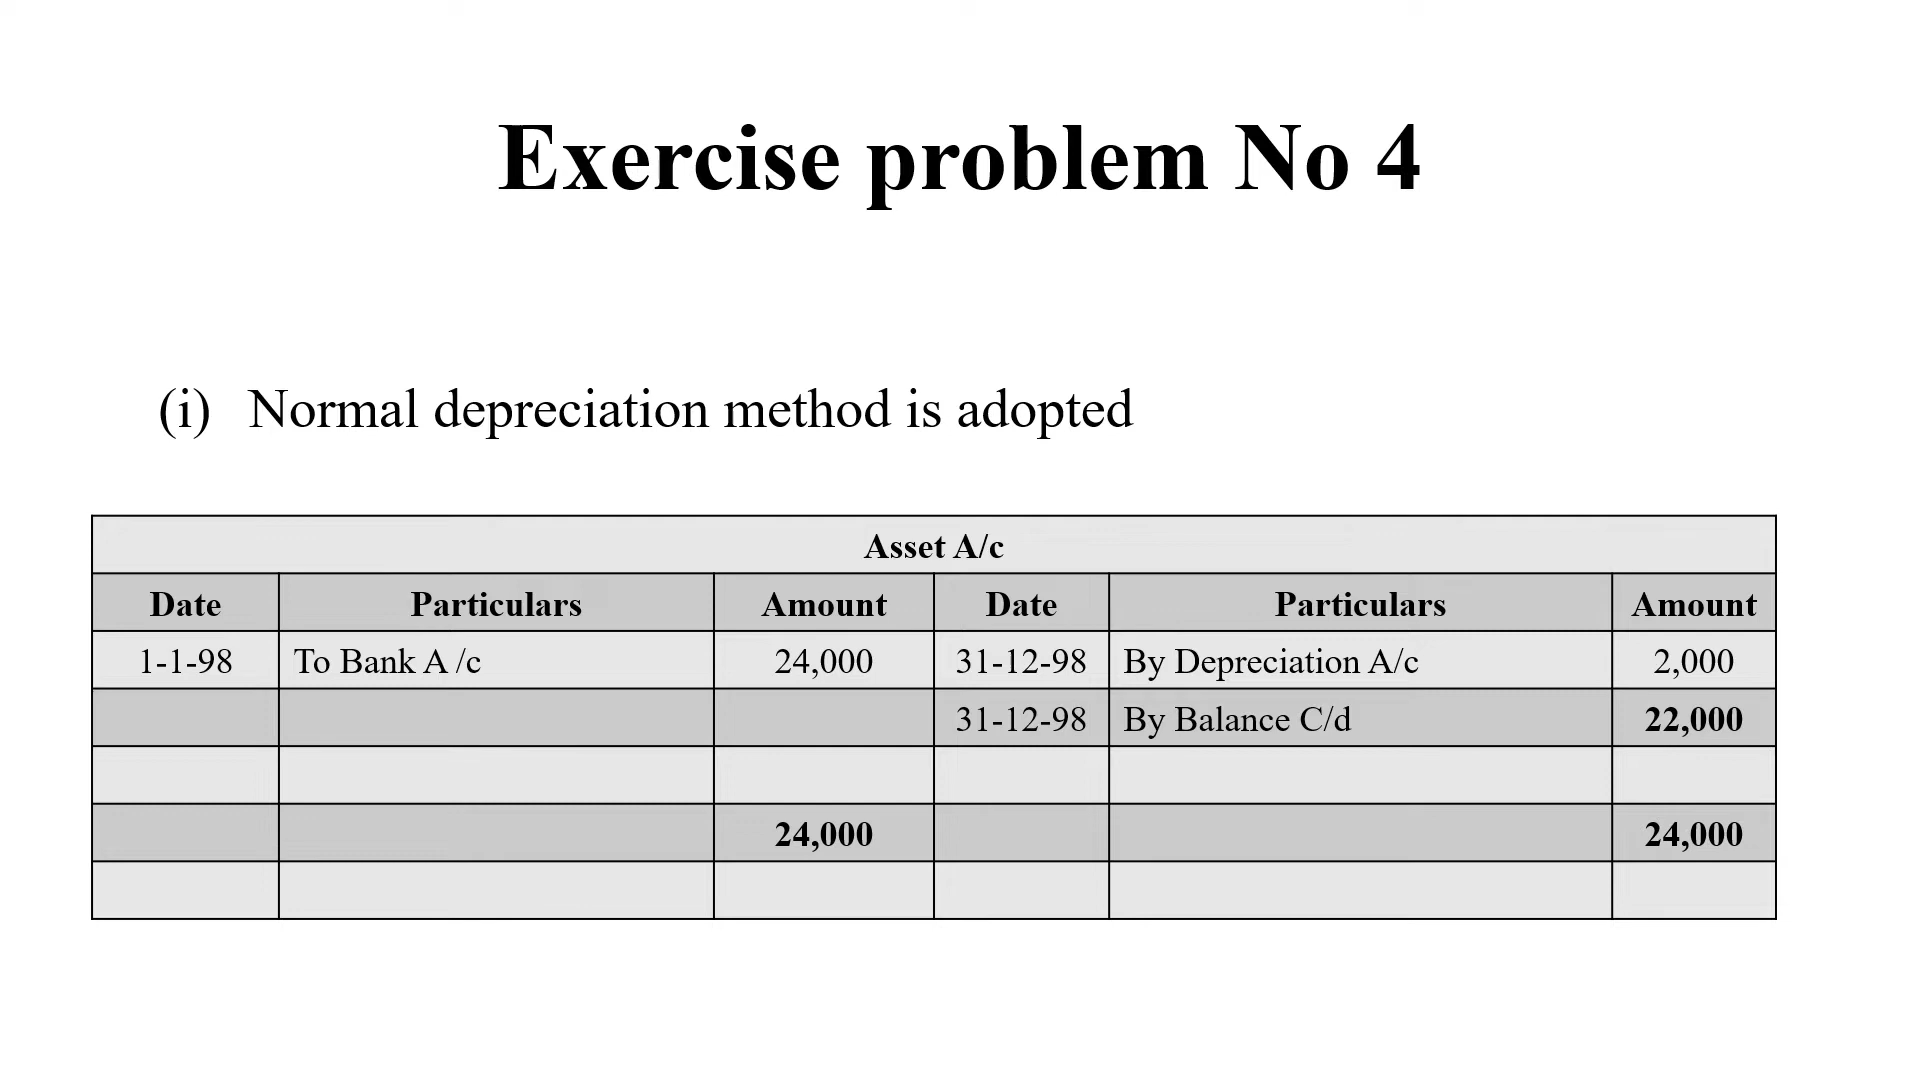 Exercise problem No 4
(i) Normal depreciation method is adopted
Asset A/c
Date Particulars Amount Date Particulars Amount
1-1-98 To Bank A /c 24,000 31-12-98 By Depreciation A/c 2,000
31-12-98 By Balance C/d 22,000
24,000 24,000